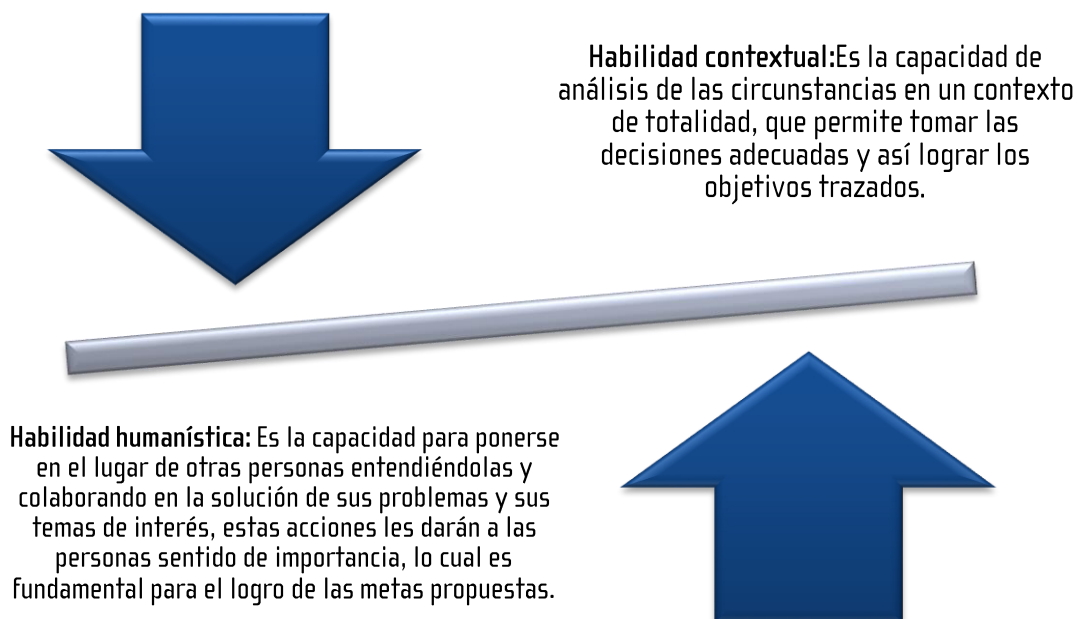 Habilidad contextual:Es la capacidad de
análisis de las circunstancias en un contexto
de totalidad, que permite tomar las
decisiones adecuadas y así lograr los
objetivos trazados.
Habilidad humanística: Es la capacidad para ponerse
en el lugar de otras personas entendiéndolas y
colaborando en la solución de sus problemas y sus
temas de interés, estas acciones les darán a las
personas sentido de importancia, lo cual es
fundamental para el logro de las metas propuestas.